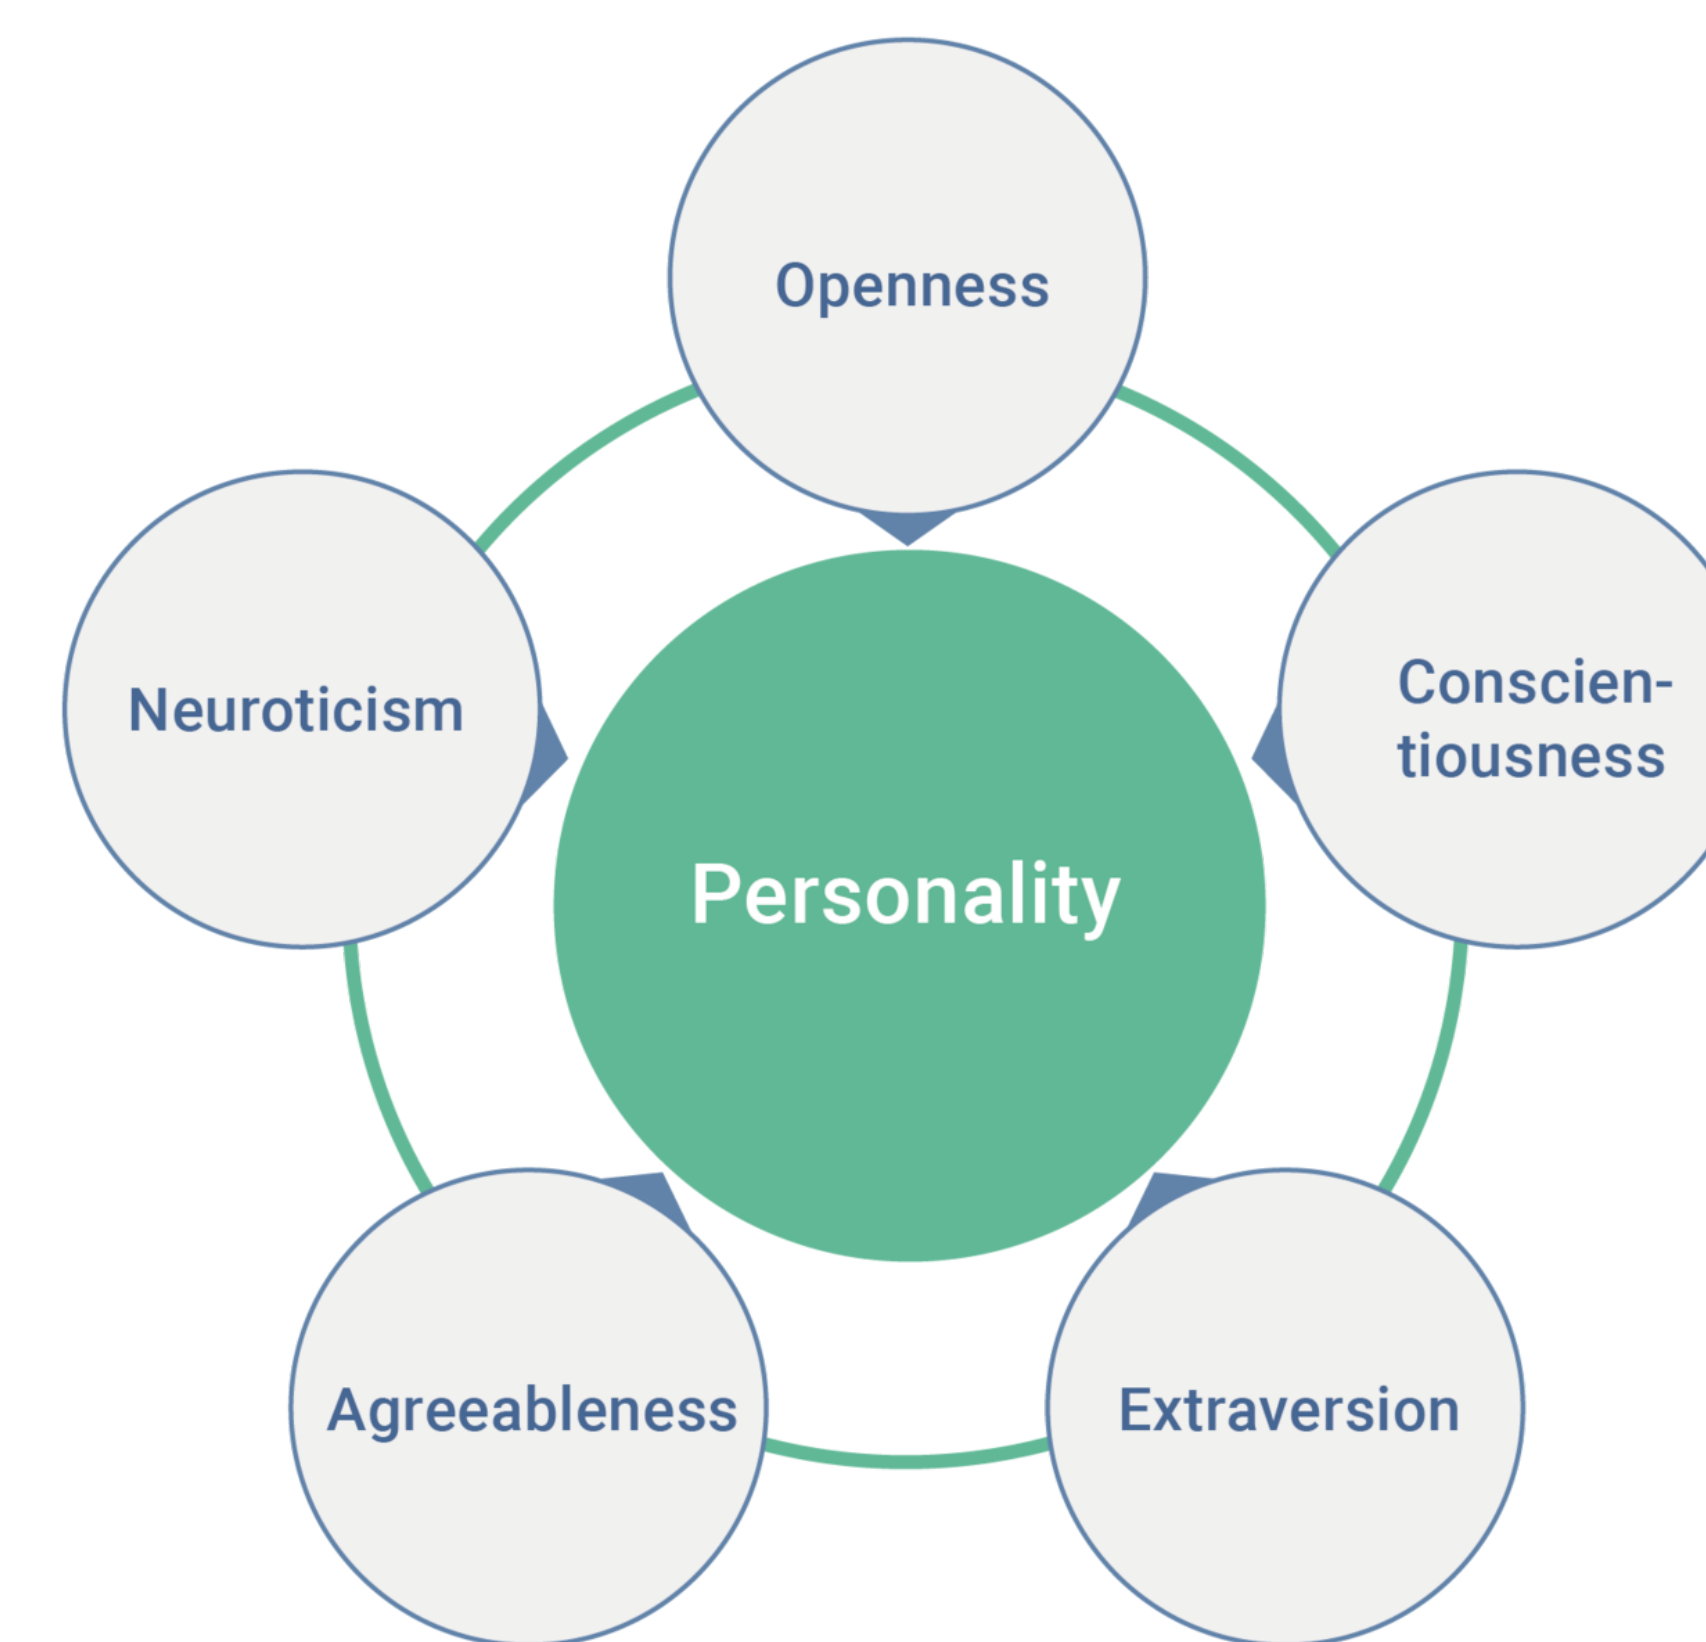 Openness
Neuroticism
Conscien-
tiousness
Personality
Agreeableness
Extraversion